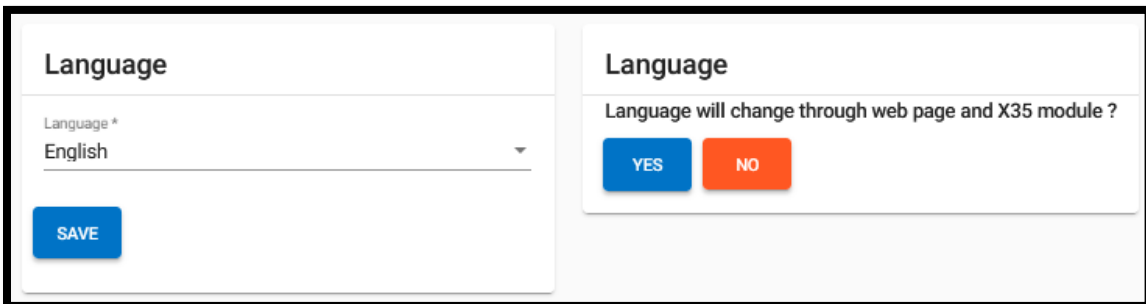 Language
Language *
English
SAVE
Language
Language will change through web page and X35 module ?
YES
NO